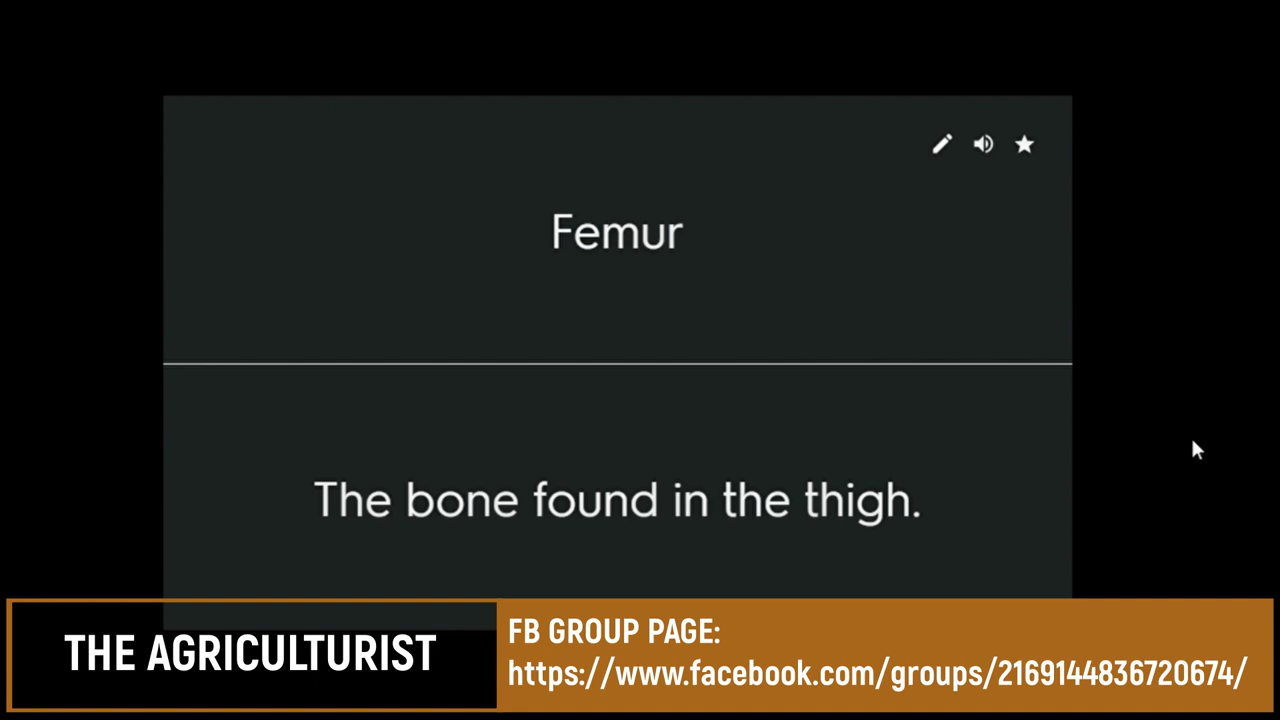 Femur
The bone found in the thigh.
THE AGRICULTURIST
FB GROUP PAGE:
https://www.facebook.com/groups/2169144836720674/